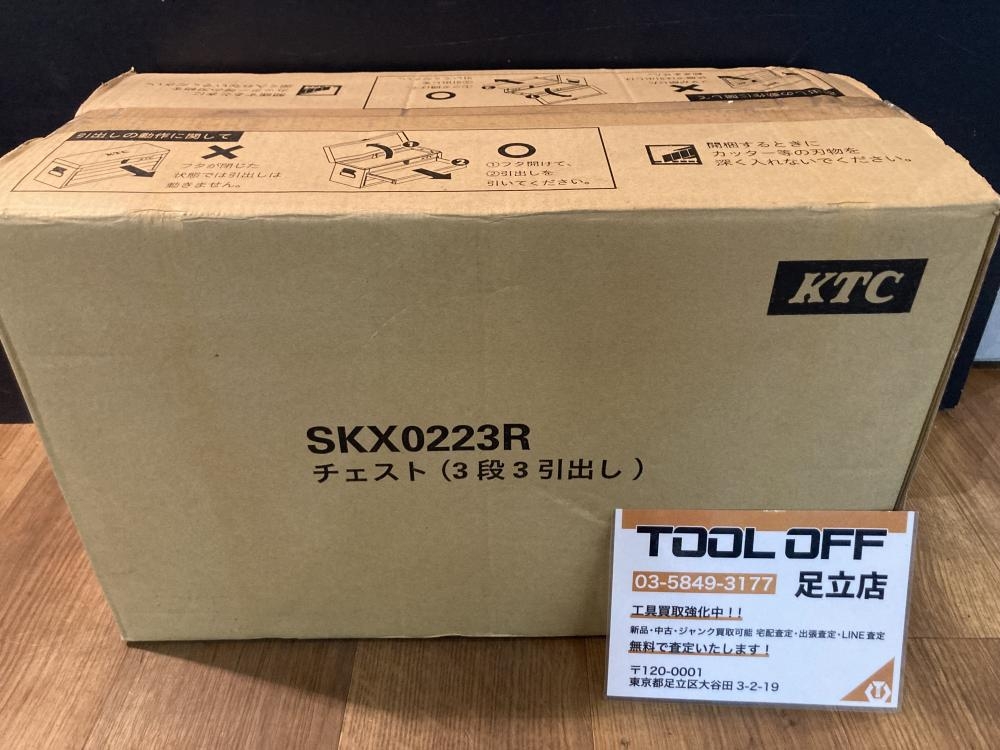 引出しの動作に関して
KTC
フタが閉じた
状態では引出しは
動きません。
①フタ開けて、
②引出しを
引いてください。
開梱するときに
カッター等の刃物を
深く入れないでください。
KTC
SKX0223R
チェスト(3段3引出し)
TOOL OFF
03-5849-3177 足立店
工具買取強化中!!
新品・中古・ジャンク買取可能 宅配査定・出張査定・LINE査定
無料で査定いたします!
〒120-0001
東京都足立区大谷田 3-2-19